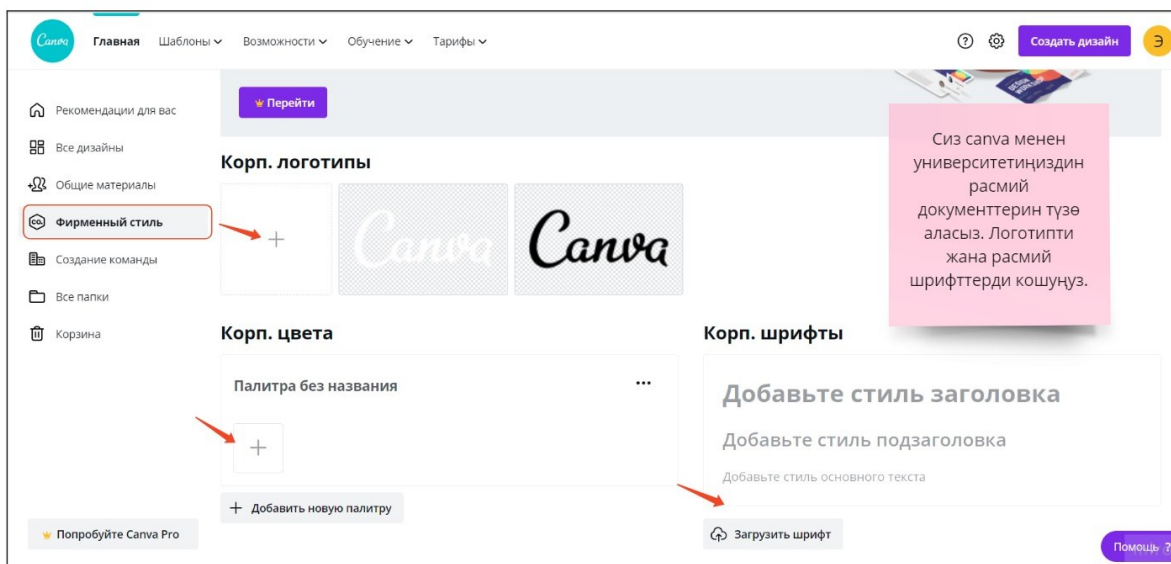 Canva
Главная Шаблоны Возможности Обучение Тарифы
Создать дизайн
Э
Рекомендации для вас
Все дизайны
Общие материалы
co.
Фирменный стиль
Создание команды
Все папки
Корзина
Попробуйте Canva Pro
Перейти
Корп. логотипы
Canva
Canva
Корп. цвета
Палитра без названия
Добавить новую палитру
Сиз canva менен
университетиңиздин
расмий
документтерин түзө
аласыз. Логотипти
жана расмий
шрифттерди кошуңуз.
Корп. шрифты
Добавьте стиль заголовка
Добавьте стиль подзаголовка
Добавьте стиль основного текста
Загрузить шрифт
Помощь ?